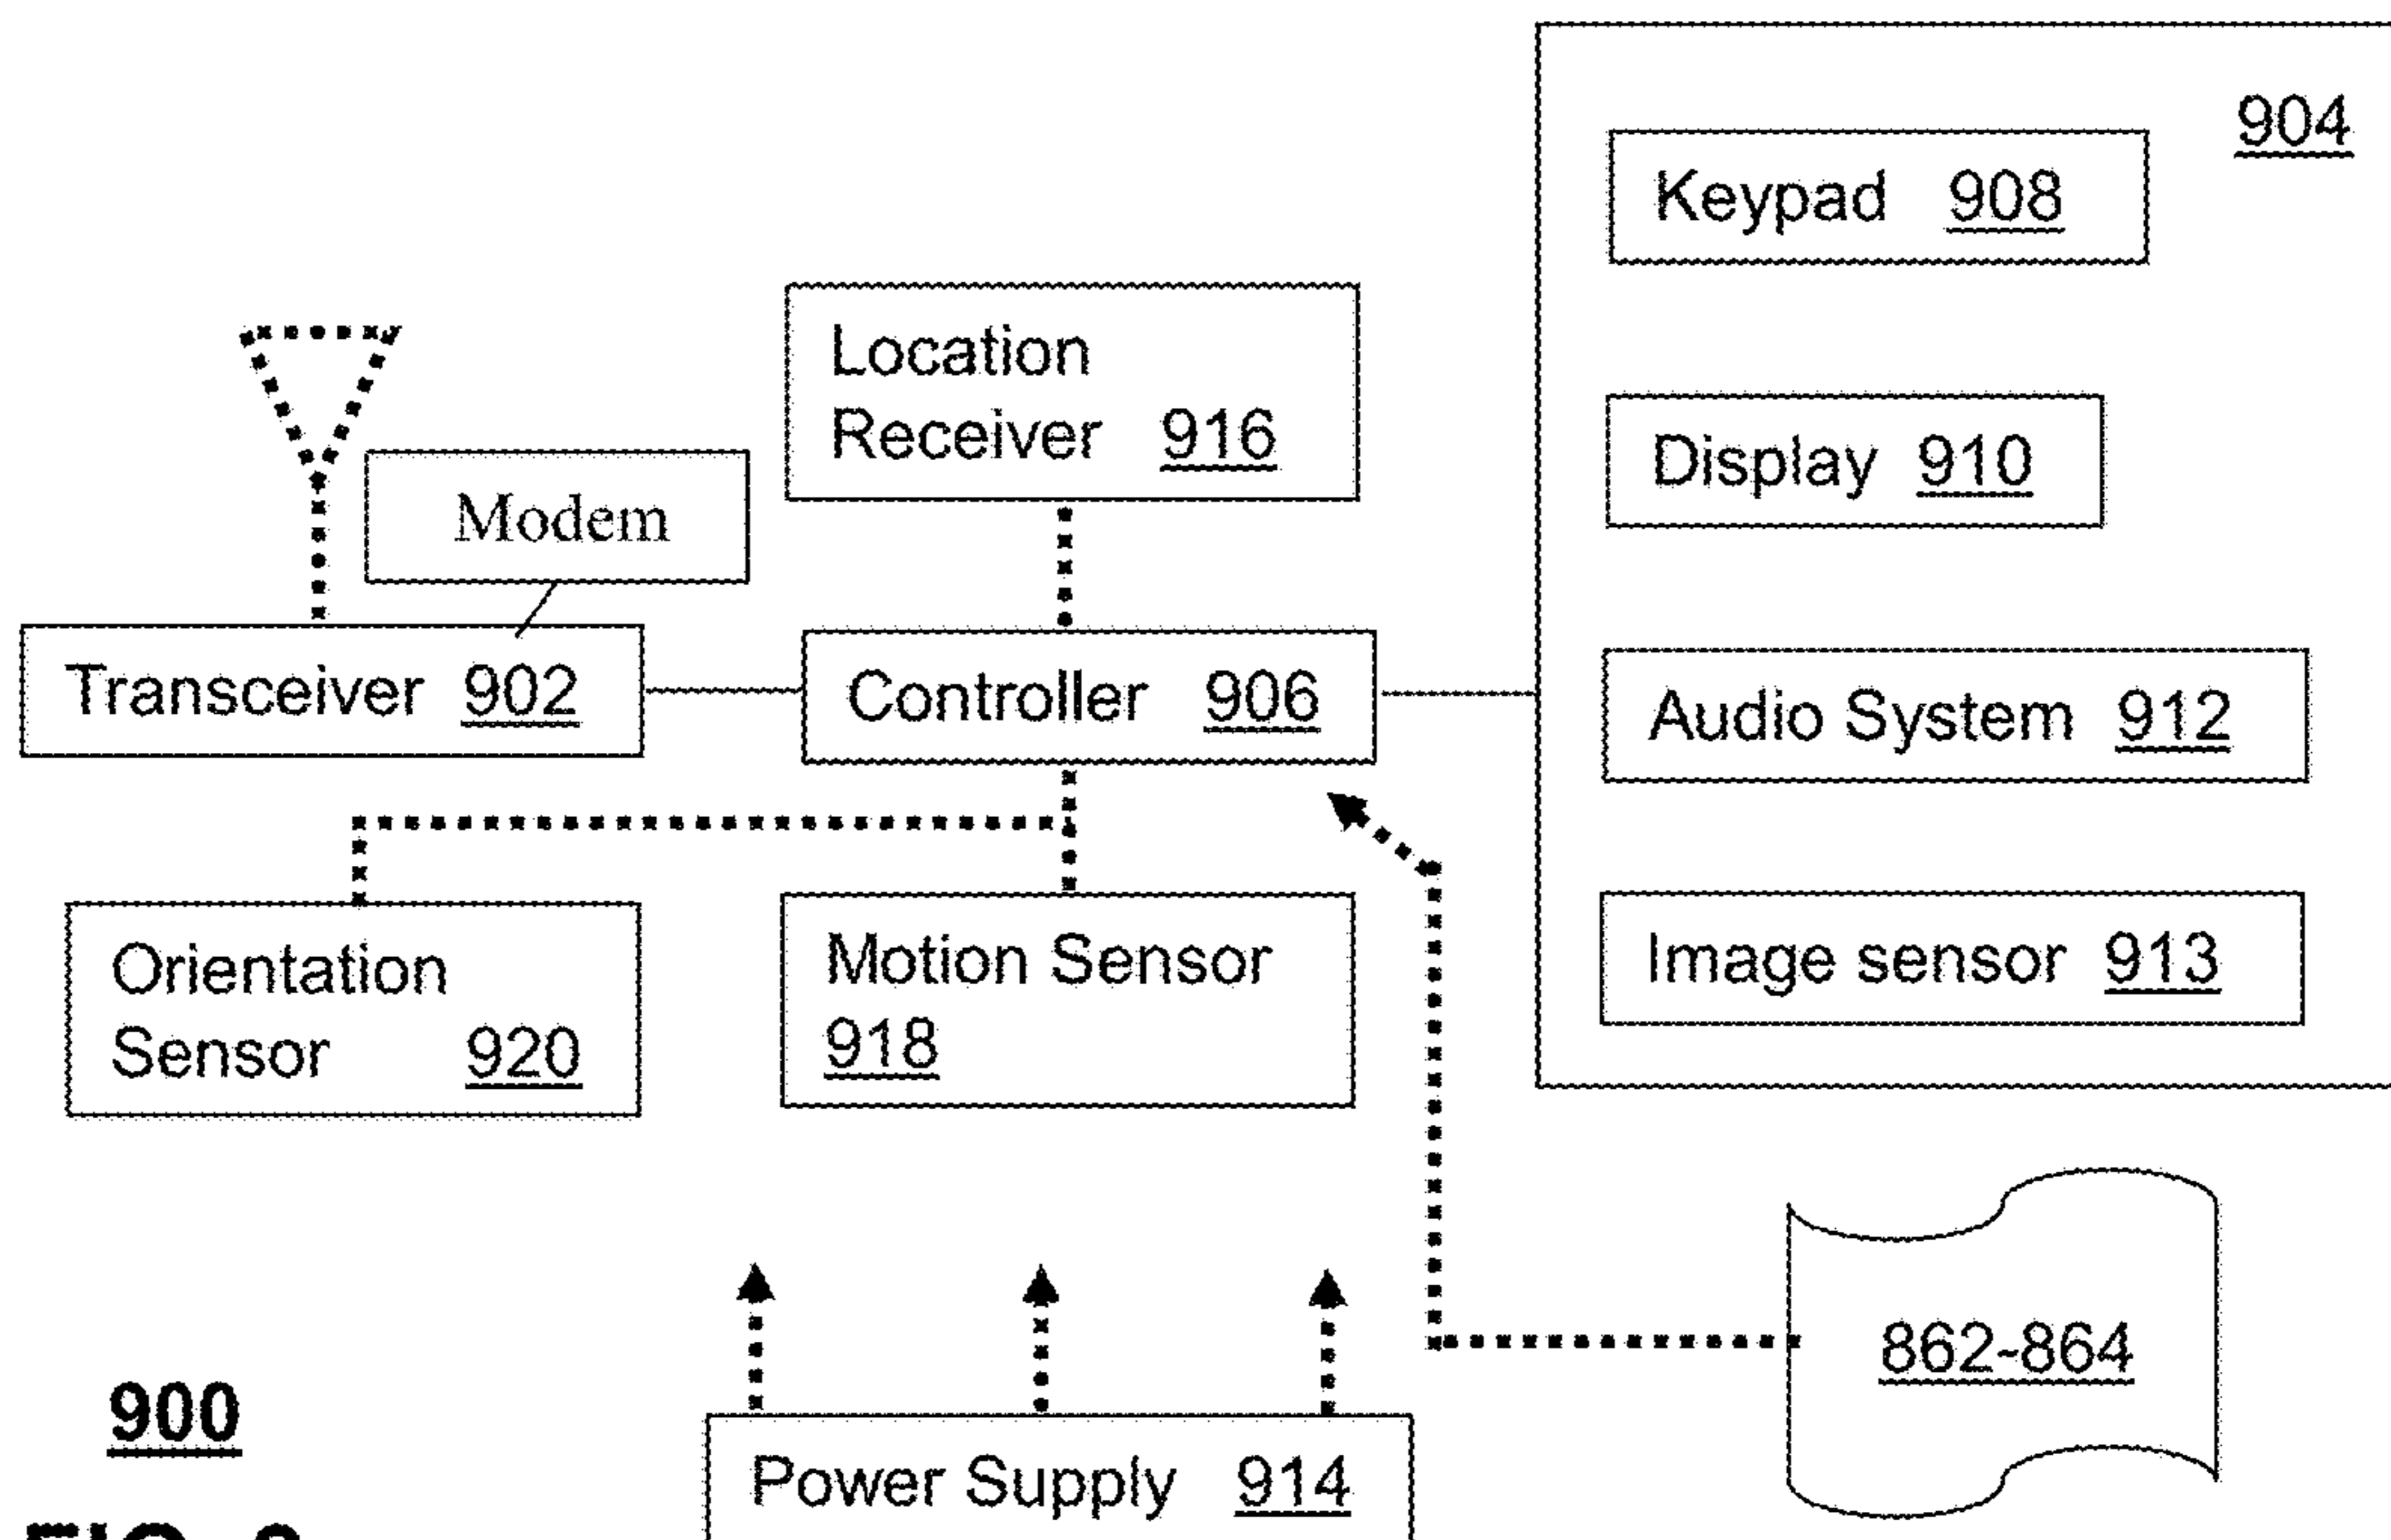 904
Keypad 908
Location
Receiver 916
Display 910
Modem
Transceiver 902
Controller 906
Audio System 912
Orientation
Sensor 920
Motion Sensor
918
Image sensor 913
862-864
900
Power Supply 914